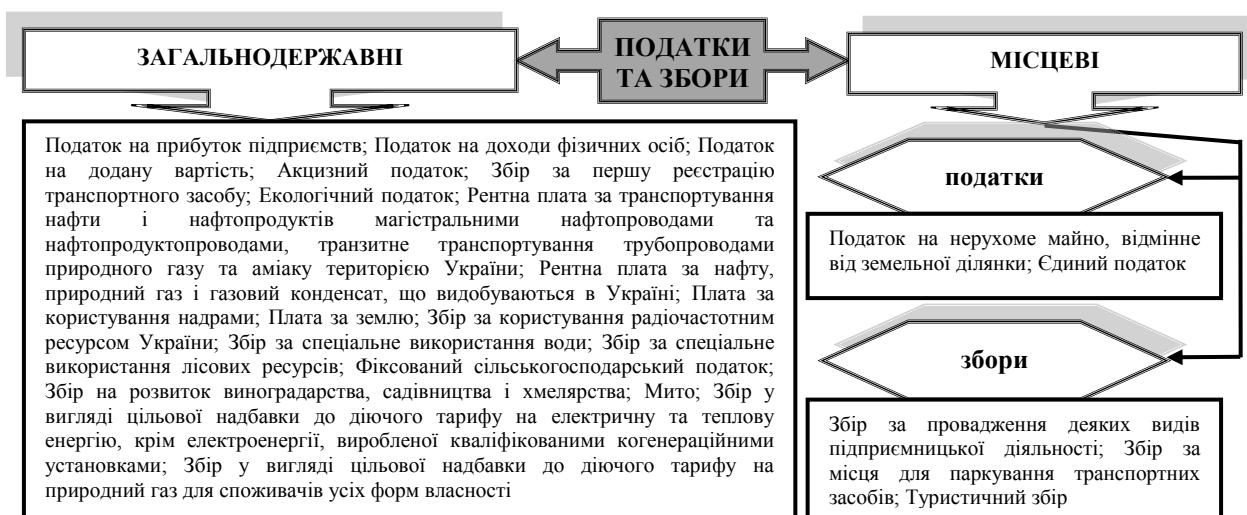 ЗАГАЛЬНОДЕРЖАВНІ
ПОДАТКИ
ТА ЗБОРИ
МІСЦЕВІ
Податок на прибуток підприємств; Податок на доходи фізичних осіб; Податок
на додану вартість; Акцизний податок; Збір за першу реєстрацію
транспортного засобу; Екологічний податок; Рентна плата за транспортування
нафти і нафтопродуктів магістральними нафтопроводами та
нафтопродуктопроводами, транзитне транспортування трубопроводами
природного газу та аміаку територією України; Рентна плата за нафту,
природний газ і газовий конденсат, що видобуваються в Україні; Плата за
користування надрами; Плата за землю; Збір за користування радіочастотним
ресурсом України; Збір за спеціальне використання води; Збір за спеціальне
використання лісових ресурсів; Фіксований сільськогосподарський податок;
Збір на розвиток виноградарства, садівництва і хмелярства; Мито; Збір у
вигляді цільової надбавки до діючого тарифу на електричну та теплову
енергію, крім електроенергії, виробленої кваліфікованими когенераційними
установками; Збір у вигляді цільової надбавки до діючого тарифу на
природний газ для споживачів усіх форм власності
податки
Податок на нерухоме майно, відмінне
від земельної ділянки; Єдиний податок
збори
Збір за провадження деяких видів
підприємницької діяльності; Збір за
місця для паркування транспортних
засобів; Туристичний збір